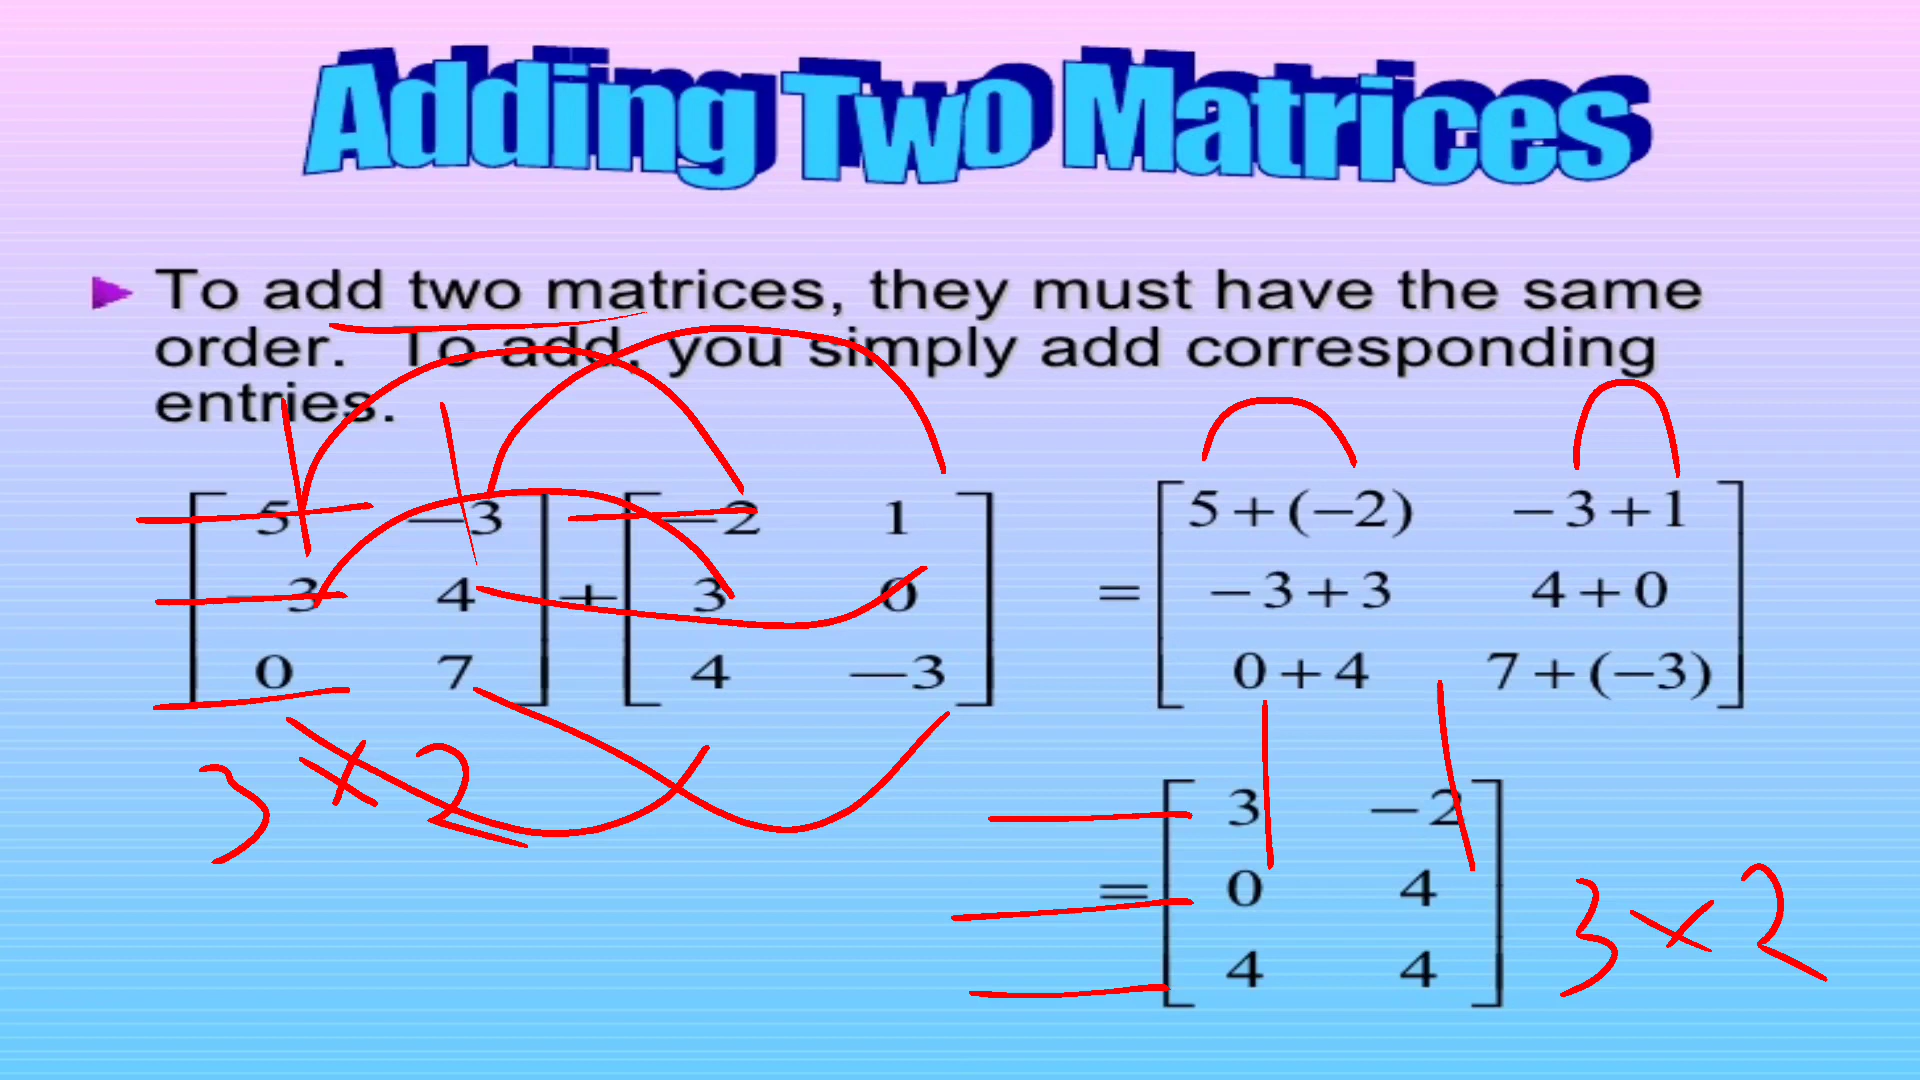 Adding Two Matrices
To add two matrices, they must have the same
order. To add, you simply add corresponding
entries.
[5 −3] + [−2 1] = [5+(−2) −3+1]
[−3 4] [3 0] [−3+3 4+0]
[0 7] [4 −3] [0+4 7+(−3)]
3 × 2
= [3 −2]
[0 4]
[4 4]
3 × 2